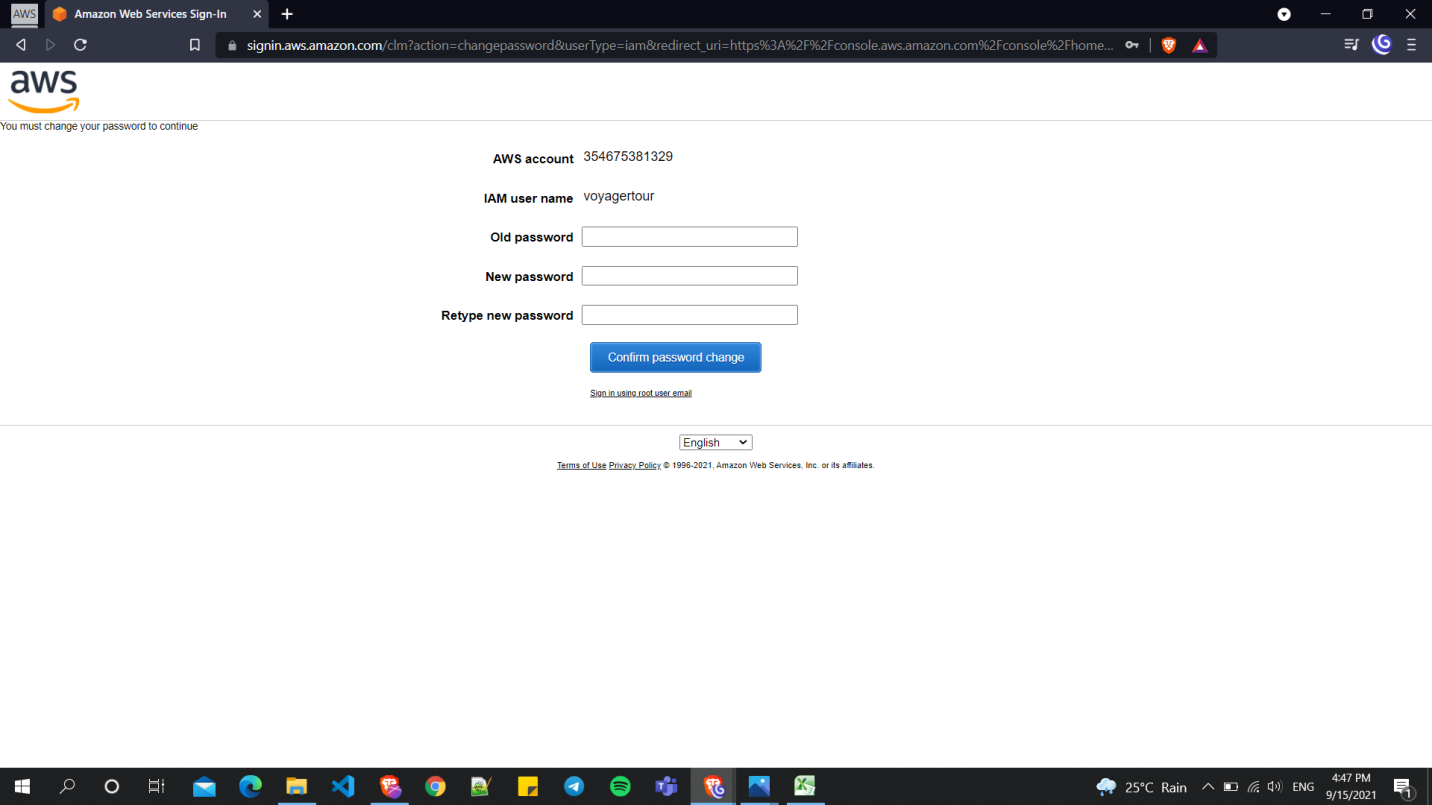 AWS
Amazon Web Services Sign-In
signin.aws.amazon.com/clm?action=changepassword&userType=iam&redirect_uri=https%3A%2F%2Fconsole.aws.amazon.com%2Fconsole%2Fhome...
aws
You must change your password to continue
AWS account 354675381329
IAM user name voyagertour
Old password
New password
Retype new password
Confirm password change
Sign in using root user email
English
Terms of Use Privacy Policy © 1996-2021, Amazon Web Services, Inc. or its affiliates.
25°C Rain
ENG
4:47 PM
9/15/2021
1